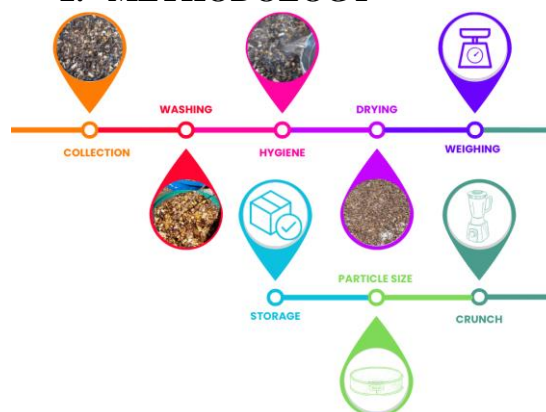 WASHING
DRYING
COLLECTION
HYGIENE
WEIGHING
PARTICLE SIZE
STORAGE
CRUNCH